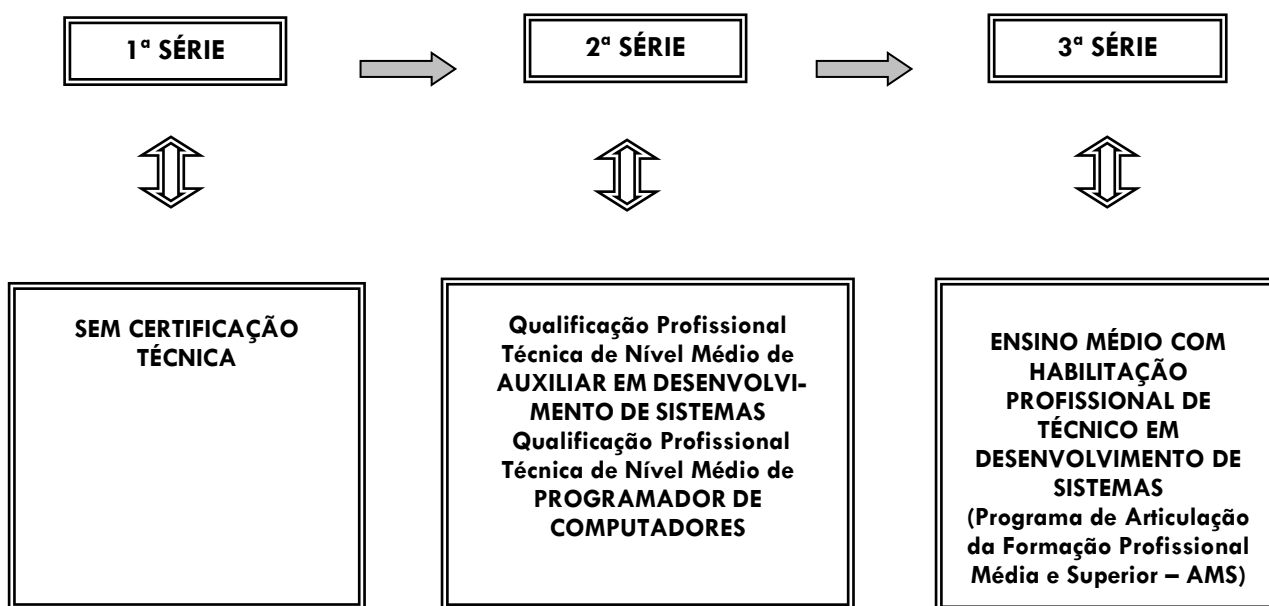 1ª SÉRIE
2ª SÉRIE
3ª SÉRIE
SEM CERTIFICAÇÃO
TÉCNICA
Qualificação Profissional
Técnica de Nível Médio de
AUXILIAR EM DESENVOLVI-
MENTO DE SISTEMAS
Qualificação Profissional
Técnica de Nível Médio de
PROGRAMADOR DE
COMPUTADORES
ENSINO MÉDIO COM
HABILITAÇÃO
PROFISSIONAL DE
TÉCNICO EM
DESENVOLVIMENTO DE
SISTEMAS
(Programa de Articulação
da Formação Profissional
Média e Superior – AMS)